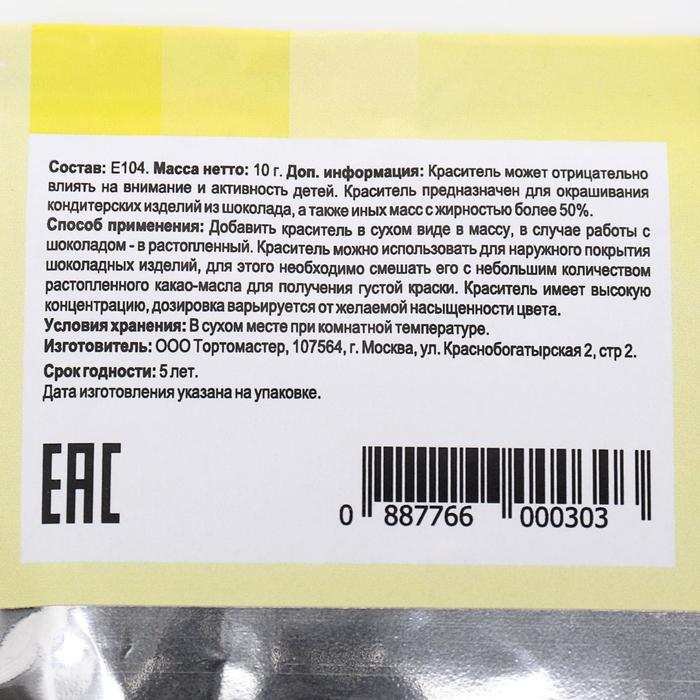 Состав: Е104. Масса нетто: 10 г. Доп. информация: Краситель может отрицательно
влиять на внимание и активность детей. Краситель предназначен для окрашивания
кондитерских изделий из шоколада, а также иных масс с жирностью более 50%.
Способ применения: Добавить краситель в сухом виде в массу, в случае работы с
шоколадом - в растопленный. Краситель можно использовать для наружного покрытия
шоколадных изделий, для этого необходимо смешать его с небольшим количеством
растопленного какао-масла для получения густой краски. Краситель имеет высокую
концентрацию, дозировка варьируется от желаемой насыщенности цвета.
Условия хранения: В сухом месте при комнатной температуре.
Изготовитель: ООО Тортомастер, 107564, г. Москва, ул. Краснобогатырская 2, стр 2.
Срок годности: 5 лет.
Дата изготовления указана на упаковке.
EAC
0 887766 000303